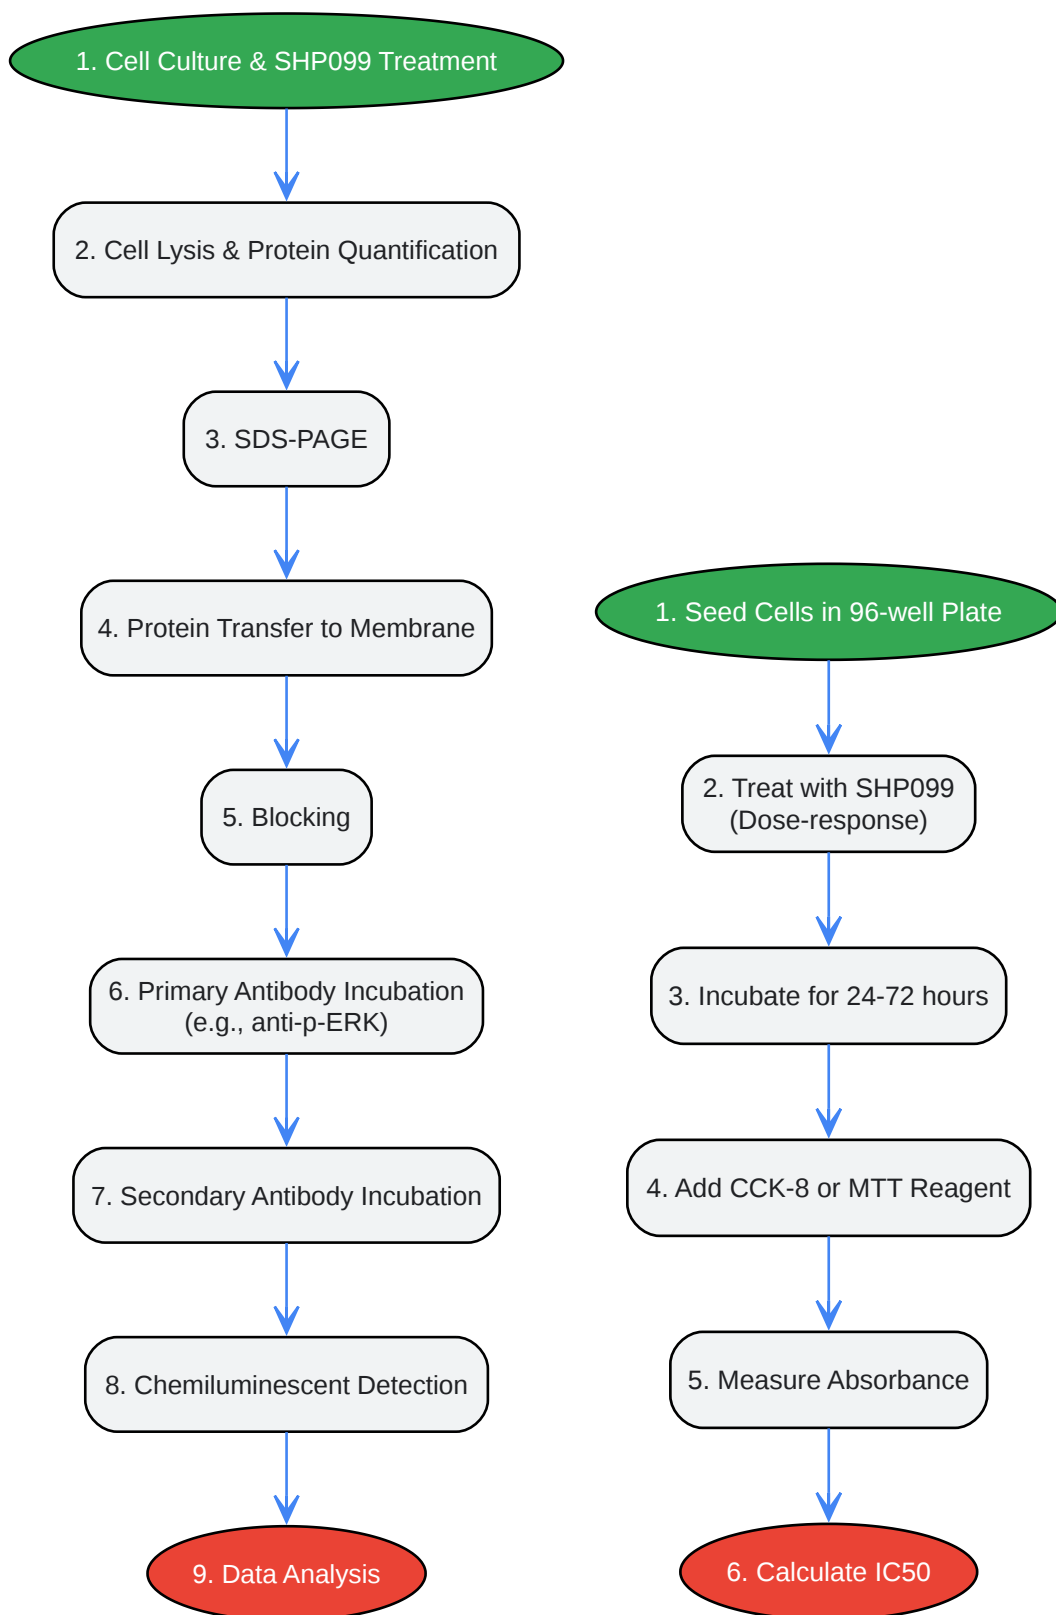 1. Cell Culture & SHP099 Treatment
2. Cell Lysis & Protein Quantification
3. SDS-PAGE
4. Protein Transfer to Membrane
5. Blocking
6. Primary Antibody Incubation
(e.g., anti-p-ERK)
7. Secondary Antibody Incubation
8. Chemiluminescent Detection
9. Data Analysis
1. Seed Cells in 96-well Plate
2. Treat with SHP099
(Dose-response)
3. Incubate for 24-72 hours
4. Add CCK-8 or MTT Reagent
5. Measure Absorbance
6. Calculate IC50